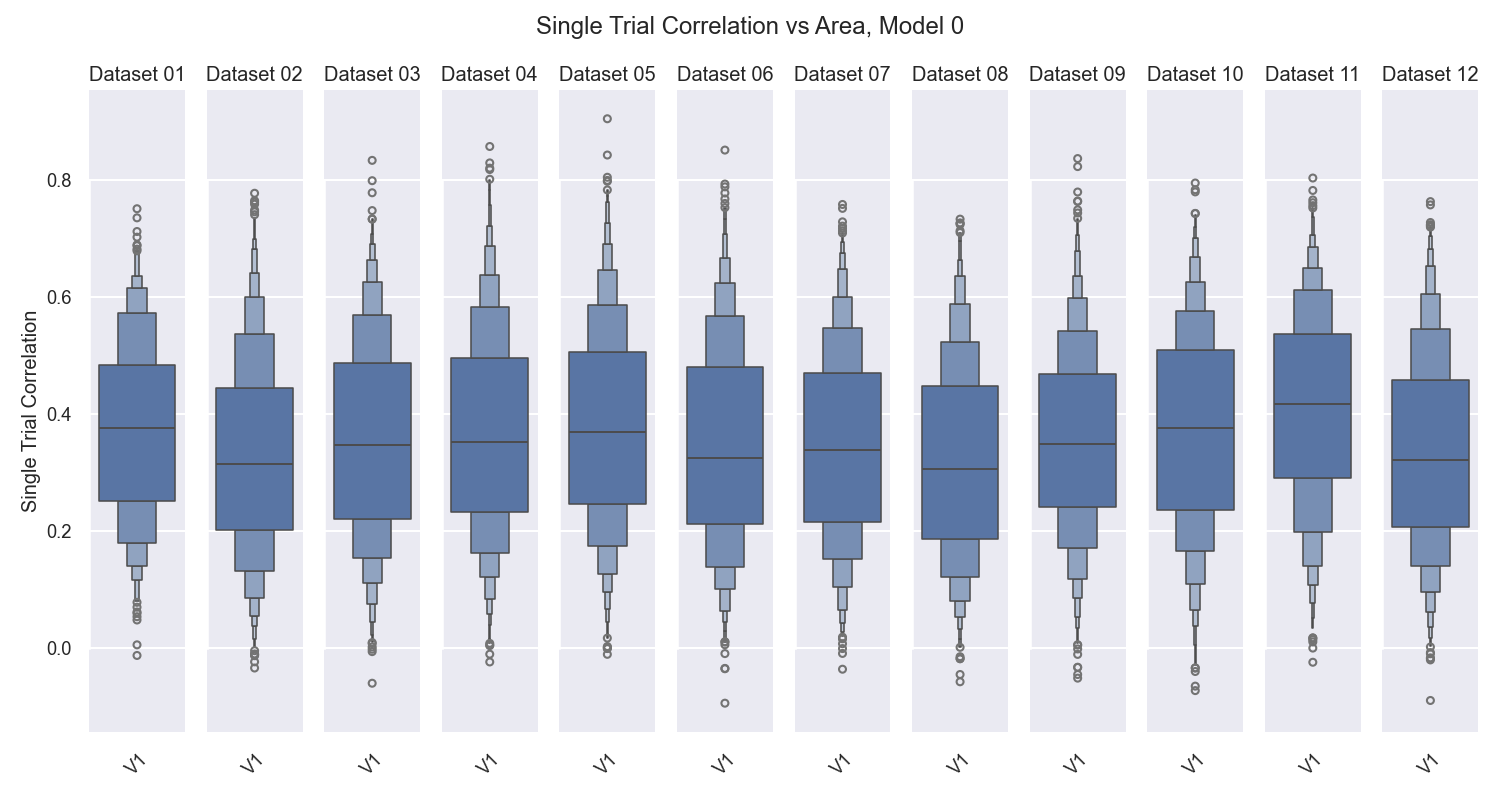 Single Trial Correlation vs Area, Model 0
Dataset 01 Dataset 02 Dataset 03 Dataset 04 Dataset 05 Dataset 06 Dataset 07 Dataset 08 Dataset 09 Dataset 10 Dataset 11 Dataset 12
Single Trial Correlation
0.8
0.6
0.4
0.2
0.0
V1 V1 V1 V1 V1 V1 V1 V1 V1 V1 V1 V1